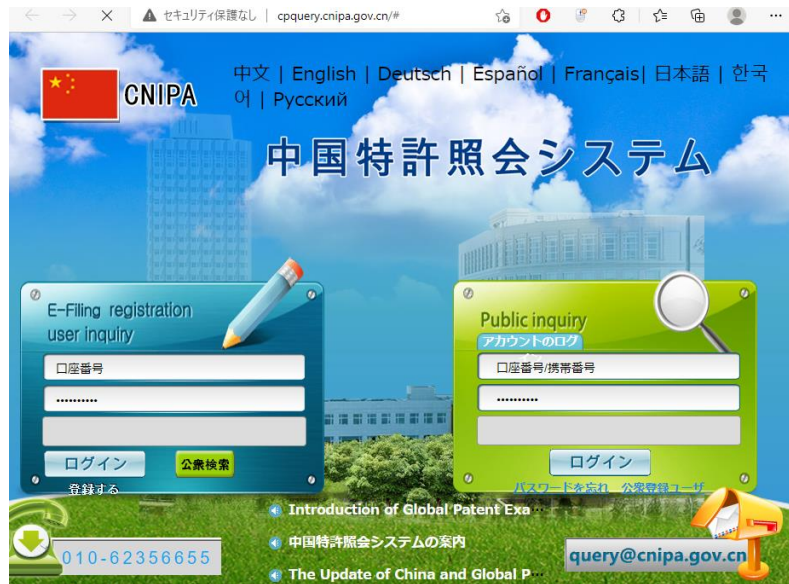 セキュリティ保護なし | cpquery.cnipa.gov.cn/#
CNIPA
中文 | English | Deutsch | Español | Français| 日本語 | 한국
어 | Русский
中国特許照会システム
E-Filing registration
user inquiry
口座番号
••••••••••
ログイン
公衆検索
登録する
Public inquiry
アカウントのログ
口座番号/携帯番号
••••••••••
ログイン
パスワードを忘れ 公衆登録ユーザ
Introduction of Global Patent Exa…
中国特許照会システムの案内
The Update of China and Global P…
010-62356655
query@cnipa.gov.cn